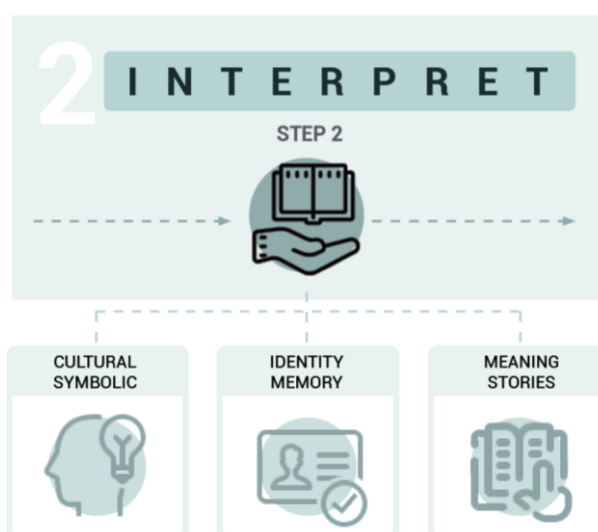 2 INTERPRET
STEP 2
CULTURAL
SYMBOLIC
IDENTITY
MEMORY
MEANING
STORIES